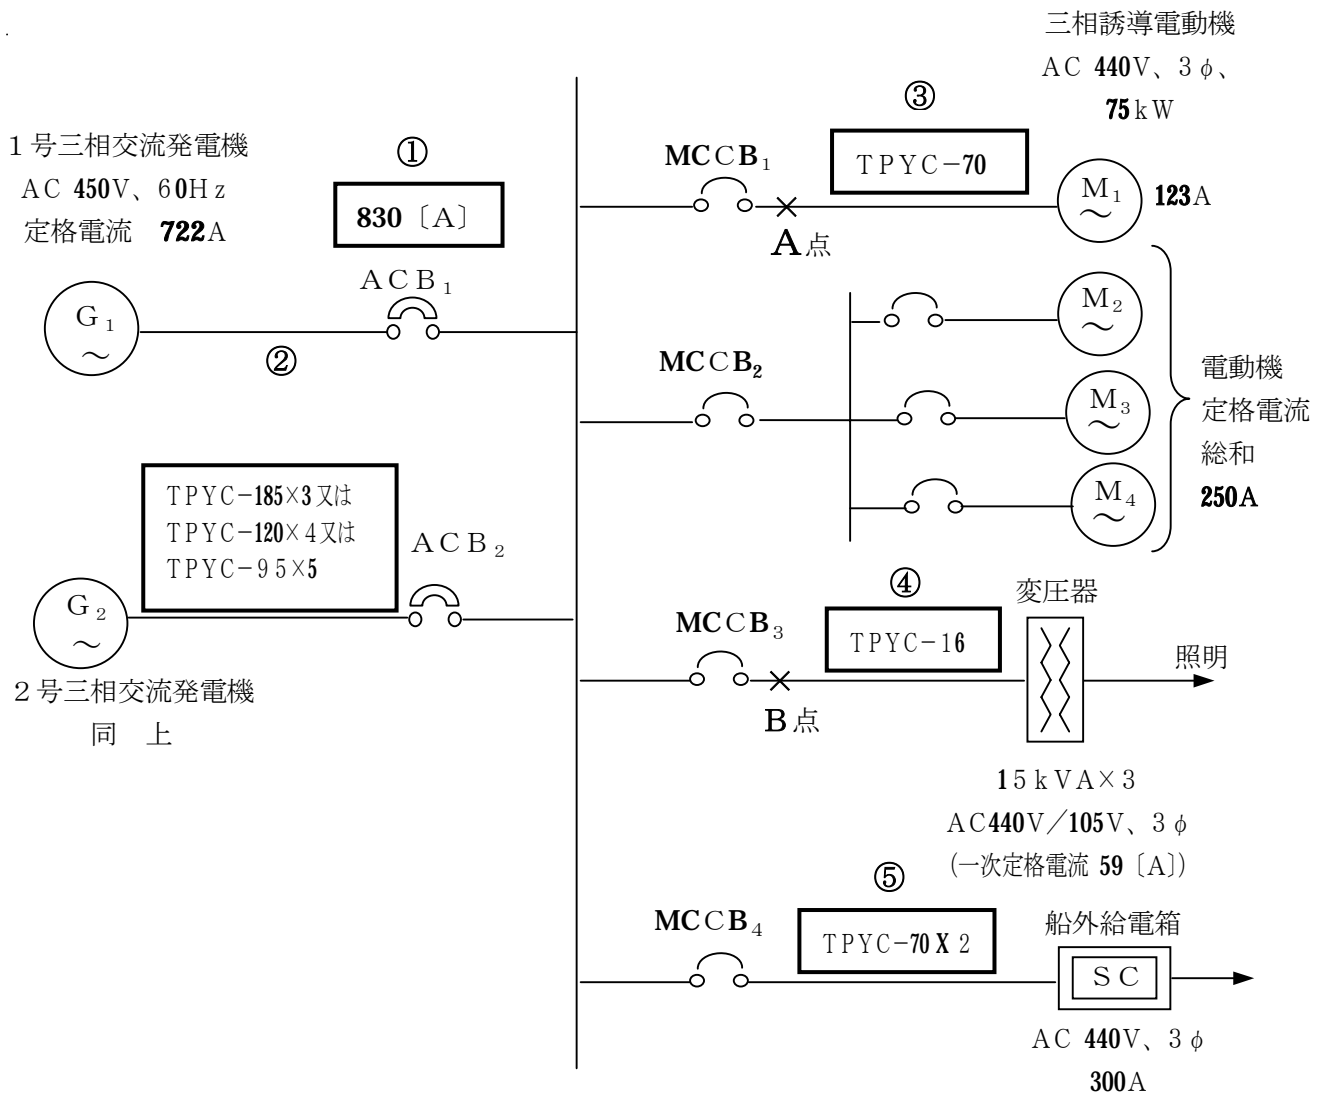 三相誘導電動機
AC 440V、3φ、
75kW
③
1号三相交流発電機
AC 450V、60Hz
定格電流 722A
①
830〔A〕
MCCB₁
TPYC−70
M₁
～
123A
A点
ACB₁
G₁
～
②
M₂
～
MCCB₂
M₃
～
M₄
～
電動機
定格電流
総和
250A
TPYC−185×3又は
TPYC−120×4又は
TPYC−95×5
ACB₂
G₂
～
2号三相交流発電機
同 上
④
MCCB₃
TPYC−16
変圧器
照明
B点
15kVA×3
AC440V／105V、3φ
(一次定格電流 59〔A〕)
⑤
MCCB₄
TPYC−70X2
船外給電箱
SC
AC 440V、3φ
300A